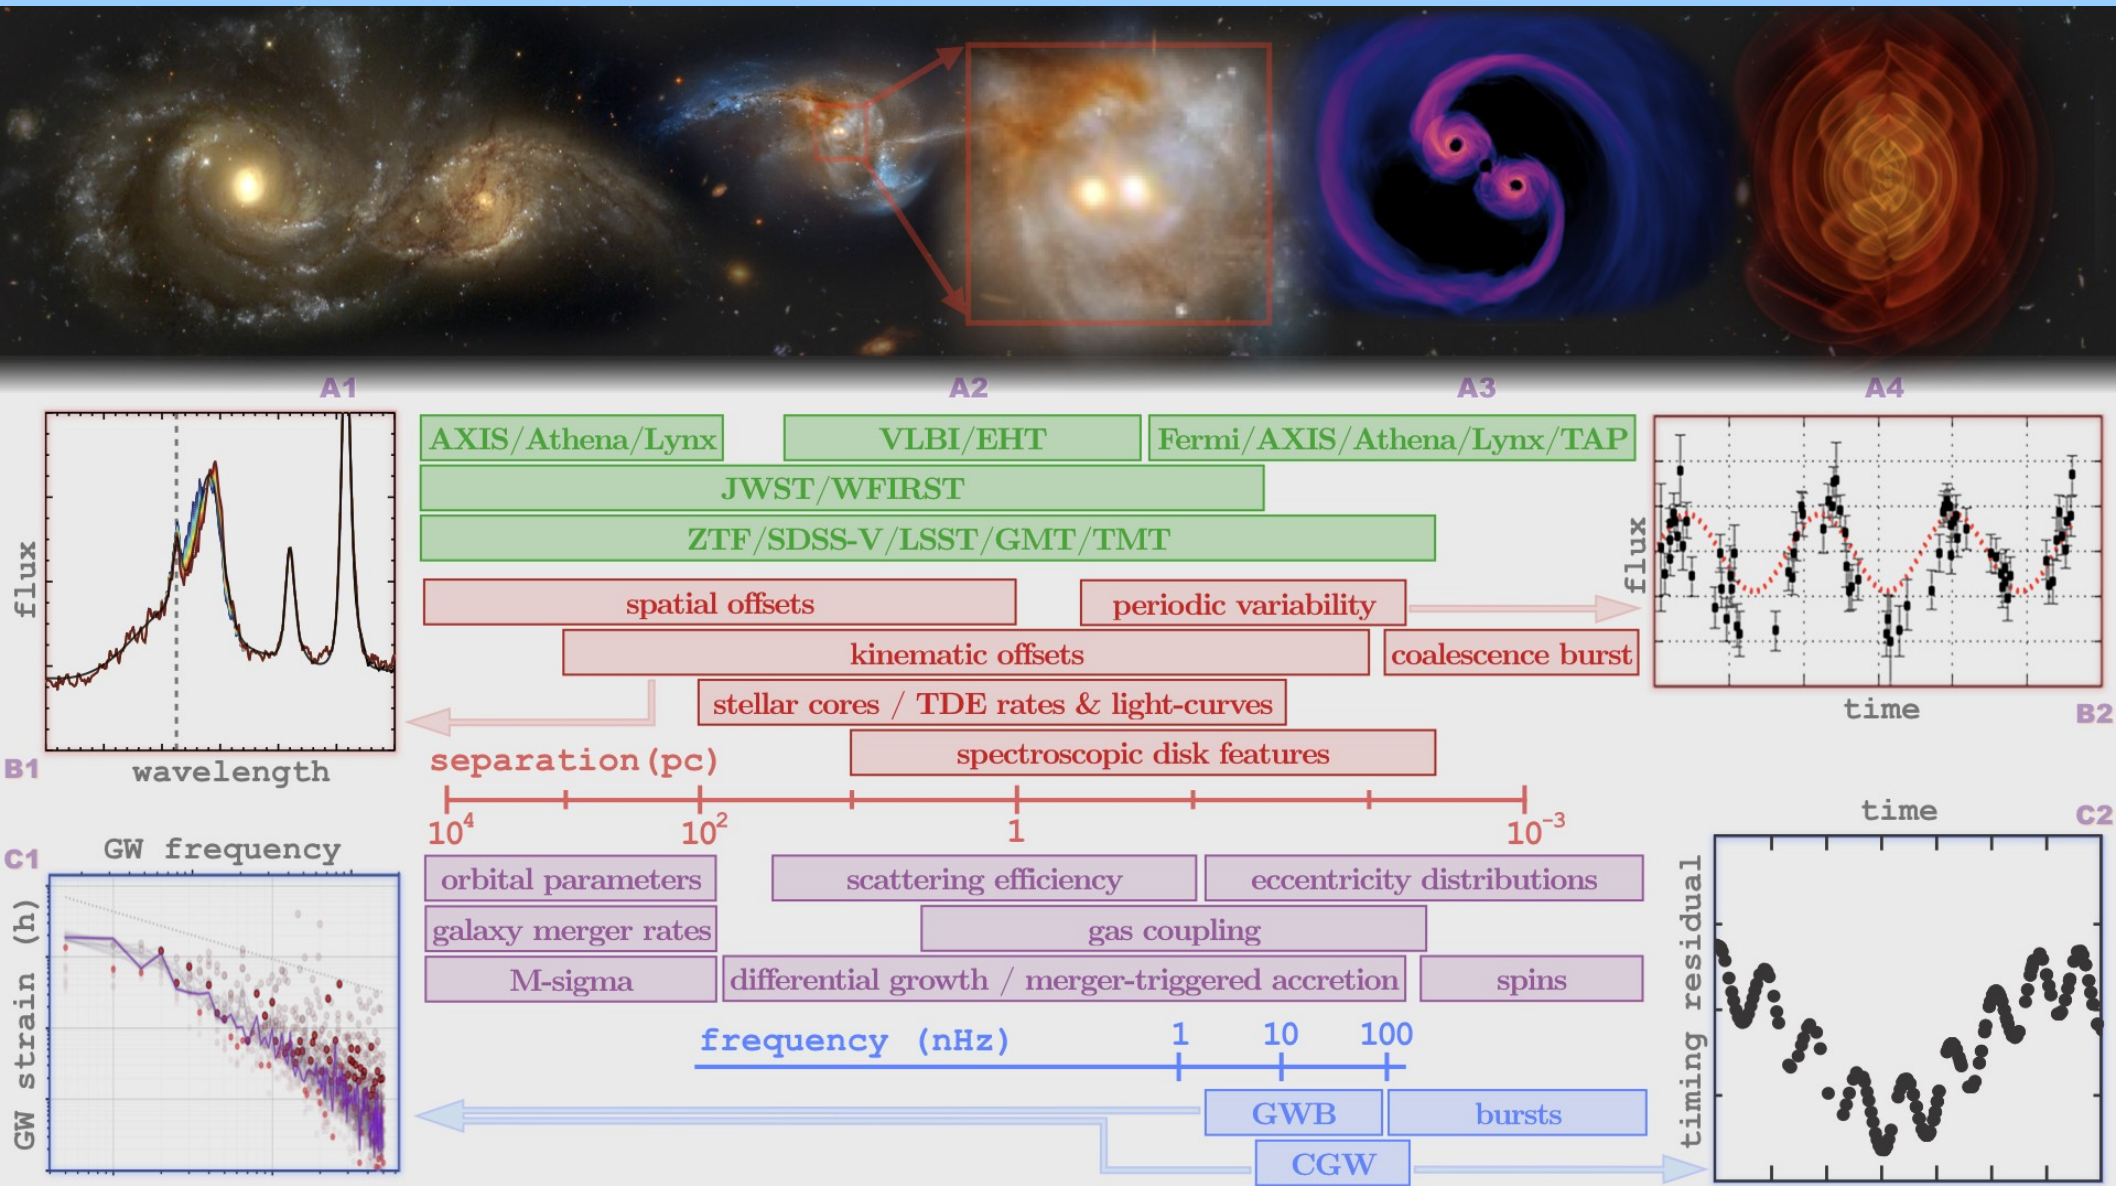 A1
A2
A3
A4
AXIS/Athena/Lynx
VLBI/EHT
Fermi/AXIS/Athena/Lynx/TAP
JWST/WFIRST
ZTF/SDSS-V/LSST/GMT/TMT
flux
wavelength
B1
spatial offsets
periodic variability
kinematic offsets
coalescence burst
stellar cores / TDE rates & light-curves
spectroscopic disk features
flux
time
B2
separation(pc)
10⁴
10²
1
10⁻³
C1
GW frequency
GW strain (h)
orbital parameters
scattering efficiency
eccentricity distributions
galaxy merger rates
gas coupling
M-sigma
differential growth / merger-triggered accretion
spins
frequency (nHz)
1
10
100
GWB
bursts
CGW
time
C2
timing residual